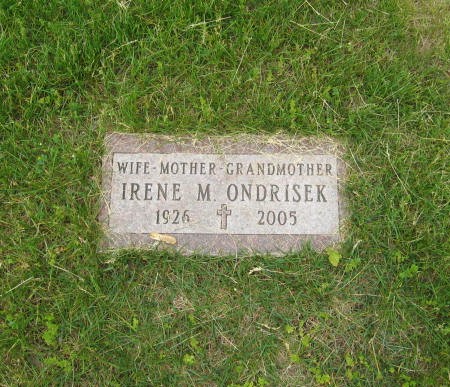 WIFE-MOTHER-GRANDMOTHER
IRENE M. ONDRISEK
1926 2005